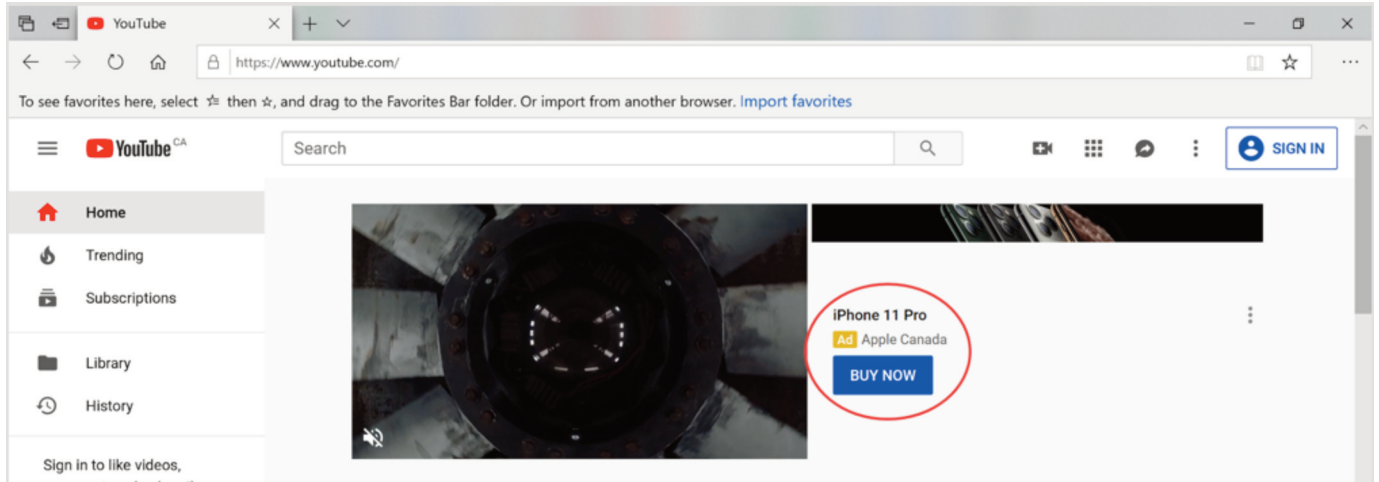 YouTube
https://www.youtube.com/
To see favorites here, select then, and drag to the Favorites Bar folder. Or import from another browser. Import favorites
YouTube CA
Search
SIGN IN
Home
Trending
Subscriptions
iPhone 11 Pro
Ad Apple Canada
BUY NOW
Library
History
Sign in to like videos,